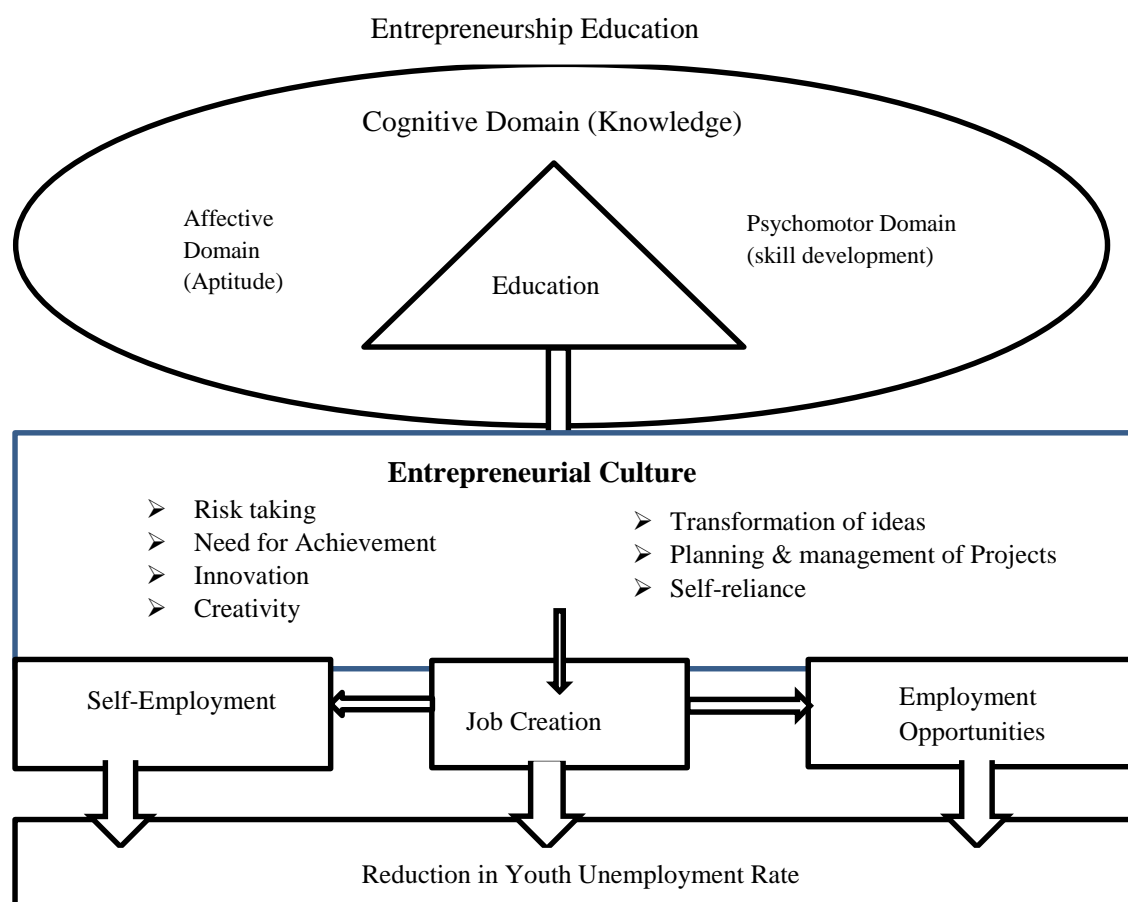 Entrepreneurship Education
Cognitive Domain (Knowledge)
Affective
Domain
(Aptitude)
Psychomotor Domain
(skill development)
Education
Entrepreneurial Culture
➢ Risk taking
➢ Need for Achievement
➢ Innovation
➢ Creativity
➢ Transformation of ideas
➢ Planning & management of Projects
➢ Self-reliance
Self-Employment
Job Creation
Employment
Opportunities
Reduction in Youth Unemployment Rate